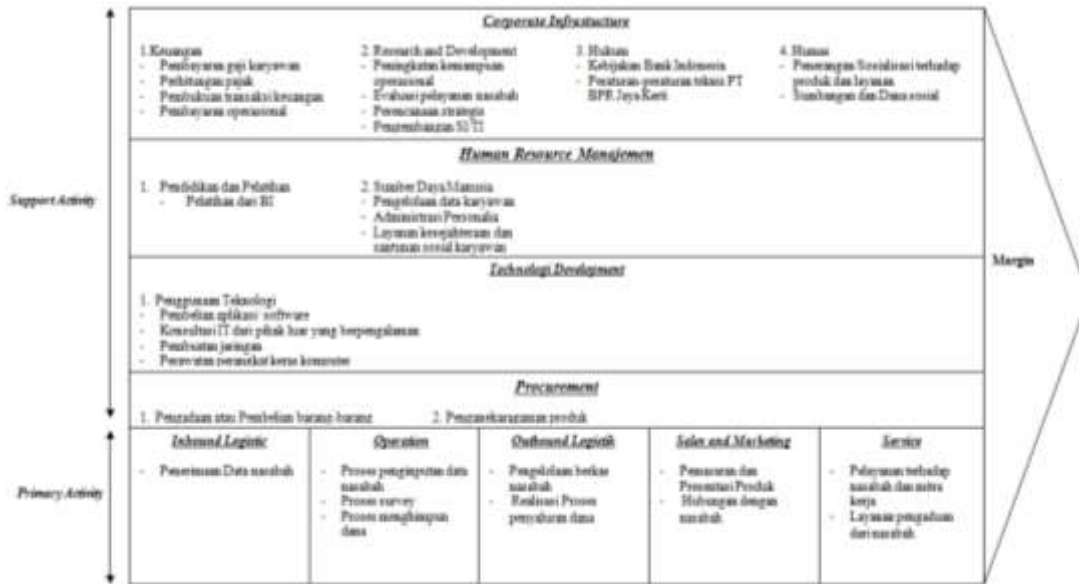 Corporate Infrastucture
1.Keuangan
- Pembayaran gaji karyawan
- Perhitungan pajak
- Pembukuan transaksi keuangan
- Pembayaran operasional
2. Research and Development
- Peningkatan kemampuan
operasional
- Evaluasi pelayanan nasabah
- Perencanaan strategis
- Pengembangan SI/TI
3. Hukum
- Kebijakan Bank Indonesia
- Peraturan-peraturan PT
BPR Jaya Kerti
4. Humas
- Penerangan Sosialisasi terhadap
produk dan layanan
- Sumbangan dan Dana sosial
Support Activity
Human Resource Manajemen
1. Pendidikan dan Pelatihan
- Pelatihan dari BI
2. Sumber Daya Manusia
- Pengelolaan data karyawan
- Administrasi Personalia
- Layanan kesejahteraan dan
santunan sosial karyawan
Margin
Technologi Development
1. Penggunaan Teknologi
- Pembelian aplikasi/ software
- Konsultasi IT dari pihak luar yang berpengalaman
- Pembuatan jaringan
- Perawatan perangkat keras komputer
Procurement
1. Pengadaan atau Pembelian barang-barang
2. Penganekaragaman produk
Primary Activity
Inbound Logistic
- Penerimaan Data nasabah
Operation
- Proses penginputan data
nasabah
- Proses survey
- Proses menghimpun
dana
Outbound Logistik
- Pengelolaan berkas
nasabah
- Realisasi Proses
penyaluran dana
Sales and Marketing
- Pemasaran dan
Presentasi Produk
- Hubungan dengan
nasabah
Service
- Pelayanan terhadap
nasabah dan mitra
kerja
- Layanan pengaduan
dari nasabah